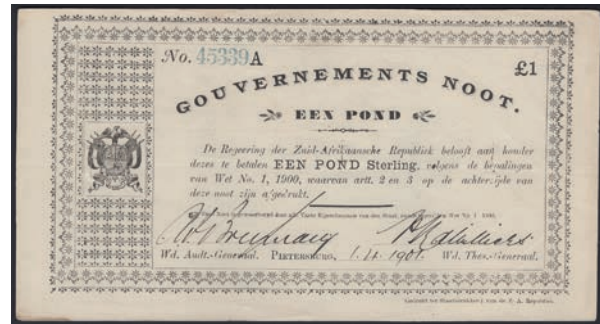 No. 45339A
£1
GOUVERNEMENTS NOOT.
EEN POND
De Regeering der Zuid-Afrikaansche Republiek belooft aan houder
dezes te betalen EEN POND Sterling, volgens de bepalingen
van Wet No. 1, 1900, waarvan artt. 2 en 3 op de achterzijde van
deze noot zijn afgedrukt.
Wd. Audt.-Generaal. PIETERSBURG, 1.4.1901. Wd. Thes.-Generaal.